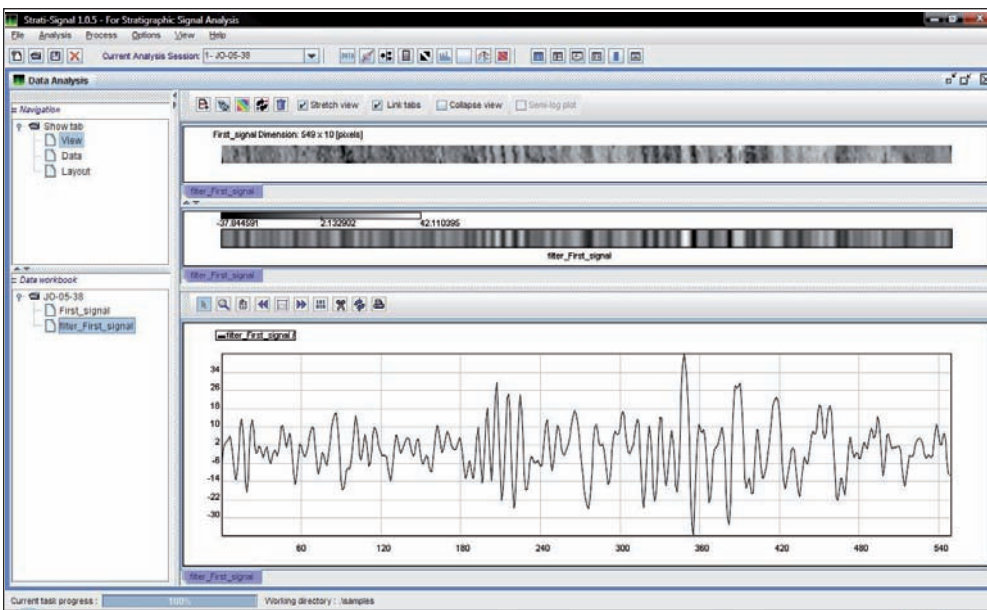 Strati-Signal 1.0.5 - For Stratigraphic Signal Analysis
File Analysis Process Options View Help
Current Analysis Session: 1- JO-05-38
Data Analysis
Navigation
Show tab
View
Data
Layout
Stretch view Link tabs Collapse view Semi-log plot
First_signal Dimension: 549 x 10 [pixels]
filter_First_signal
-37.844591 2.132902 42.110395
filter_First_signal
filter_First_signal
Data workbook
JO-05-38
First_signal
filter_First_signal
filter_First_signal
34
26
18
10
2
-6
-14
-22
-30
60 120 180 240 300 360 420 480 540
filter_First_signal
Current task progress : 100% Working directory : .\samples